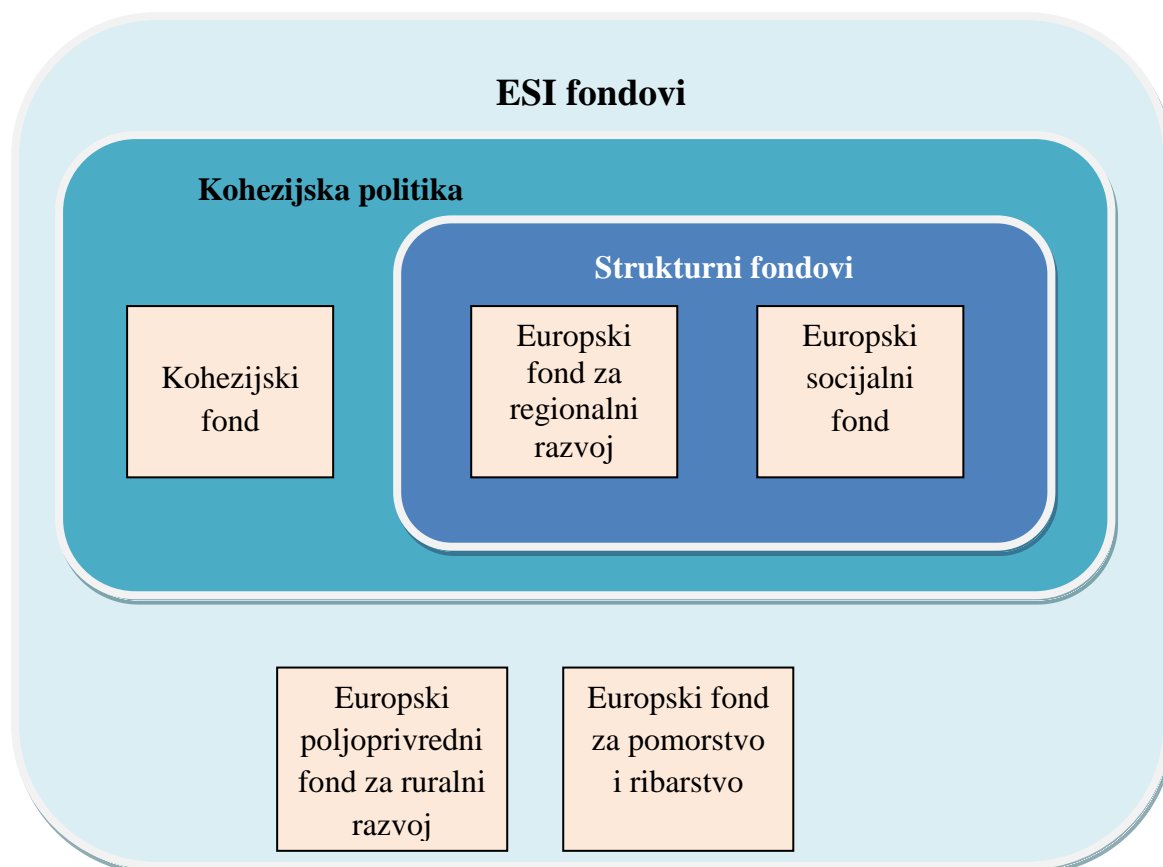 ESI fondovi
Kohezijska politika
Strukturni fondovi
Kohezijski
fond
Europski
fond za
regionalni
razvoj
Europski
socijalni
fond
Europski
poljoprivredni
fond za ruralni
razvoj
Europski fond
za pomorstvo
i ribarstvo